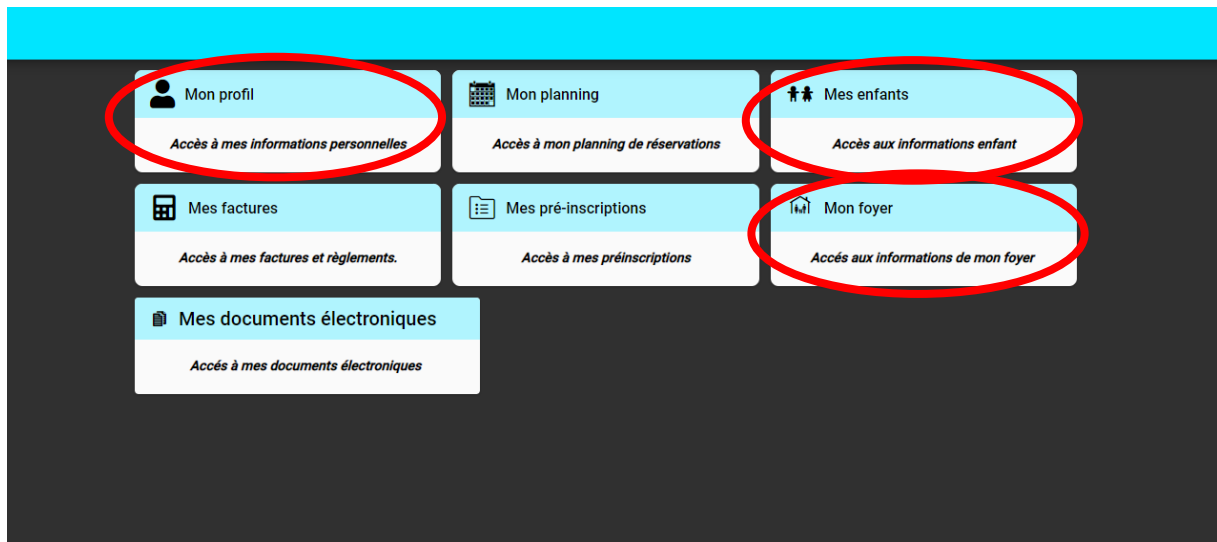 Mon profil
Mon planning
Mes enfants
Accès à mes informations personnelles
Accès à mon planning de réservations
Accès aux informations enfant
Mes factures
Mes pré-inscriptions
Mon foyer
Accès à mes factures et règlements.
Accès à mes préinscriptions
Accés aux informations de mon foyer
Mes documents électroniques
Accés à mes documents électroniques